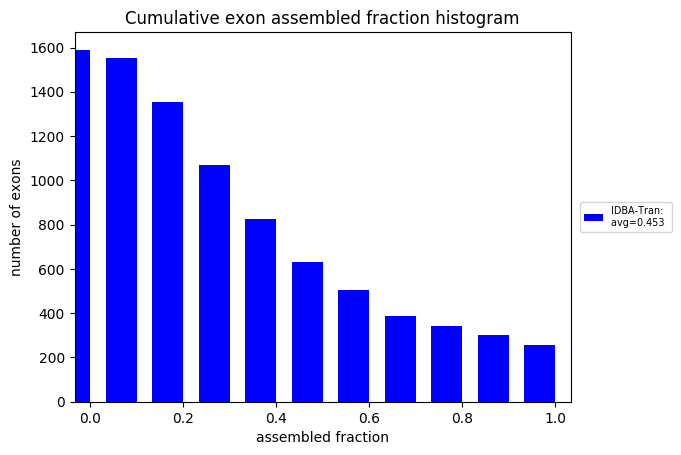 Cumulative exon assembled fraction histogram
number of exons
1600
1400
1200
1000
800
600
400
200
0
0.0 0.2 0.4 0.6 0.8 1.0
assembled fraction
IDBA-Tran:
avg=0.453